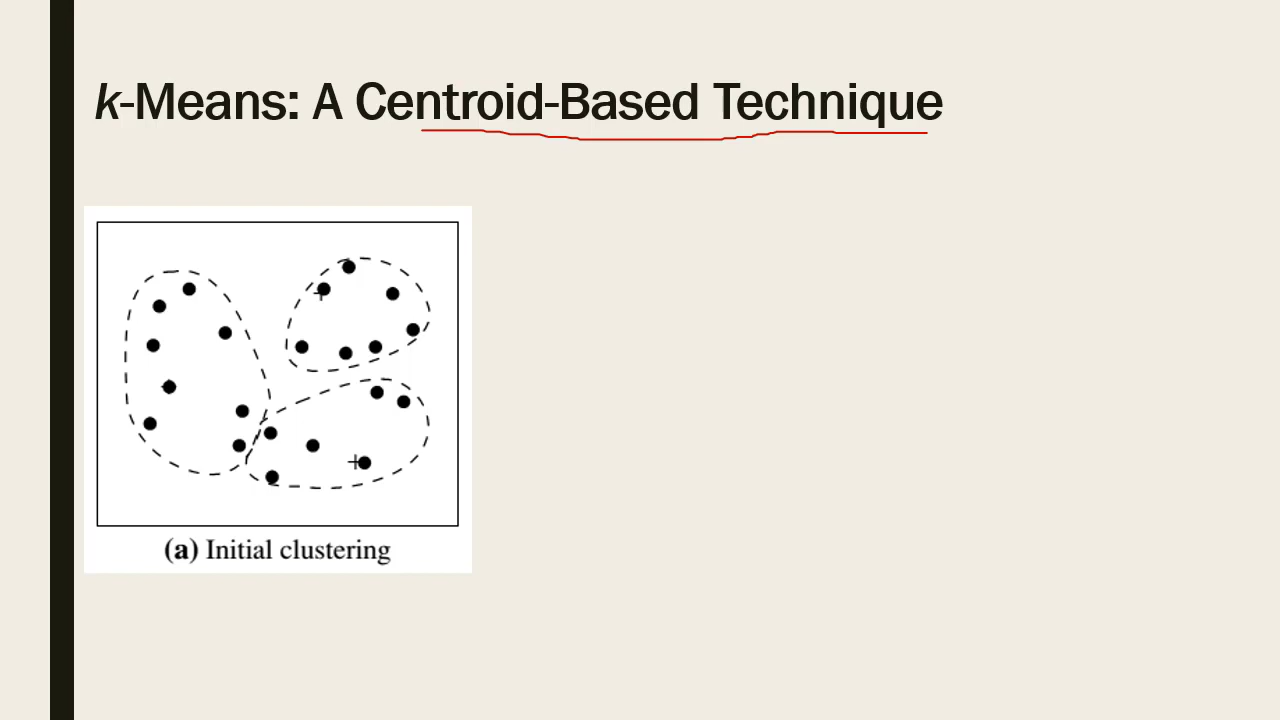 k-Means: A Centroid-Based Technique
(a) Initial clustering